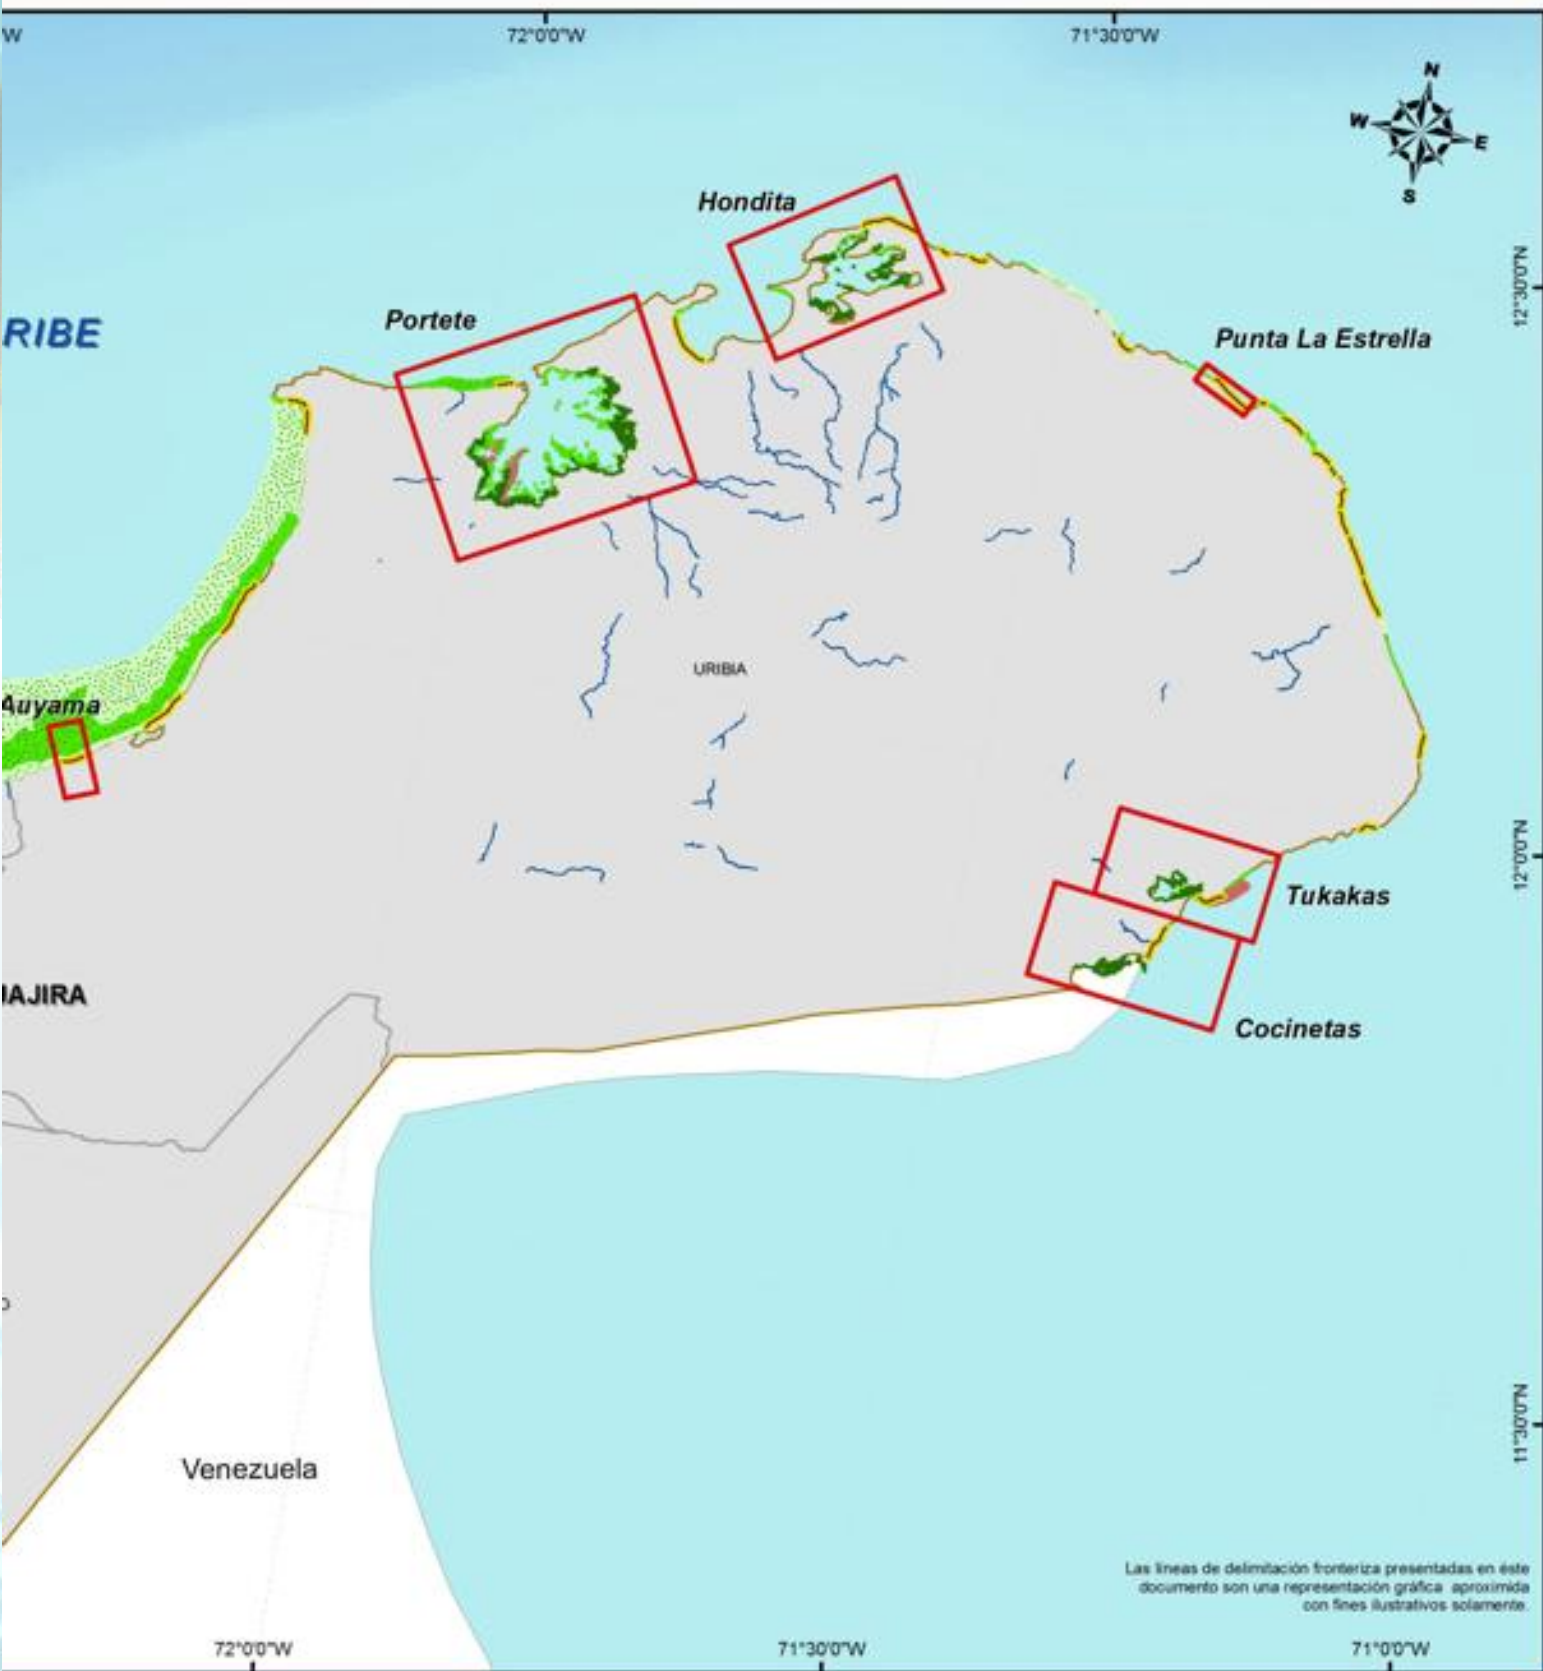 W
72°0'0"W
71°30'0"W
N
W
E
S
Hondita
12°30'0"N
Portete
RIBE
Punta La Estrella
URIBIA
Auyama
12°0'0"N
Tukakas
AJIRA
Cocinetas
11°30'0"N
Venezuela
Las líneas de delimitación fronteriza presentadas en éste
documento son una representación gráfica aproximida
con fines ilustrativos solamente.
72°0'0"W
71°30'0"W
71°0'0"W